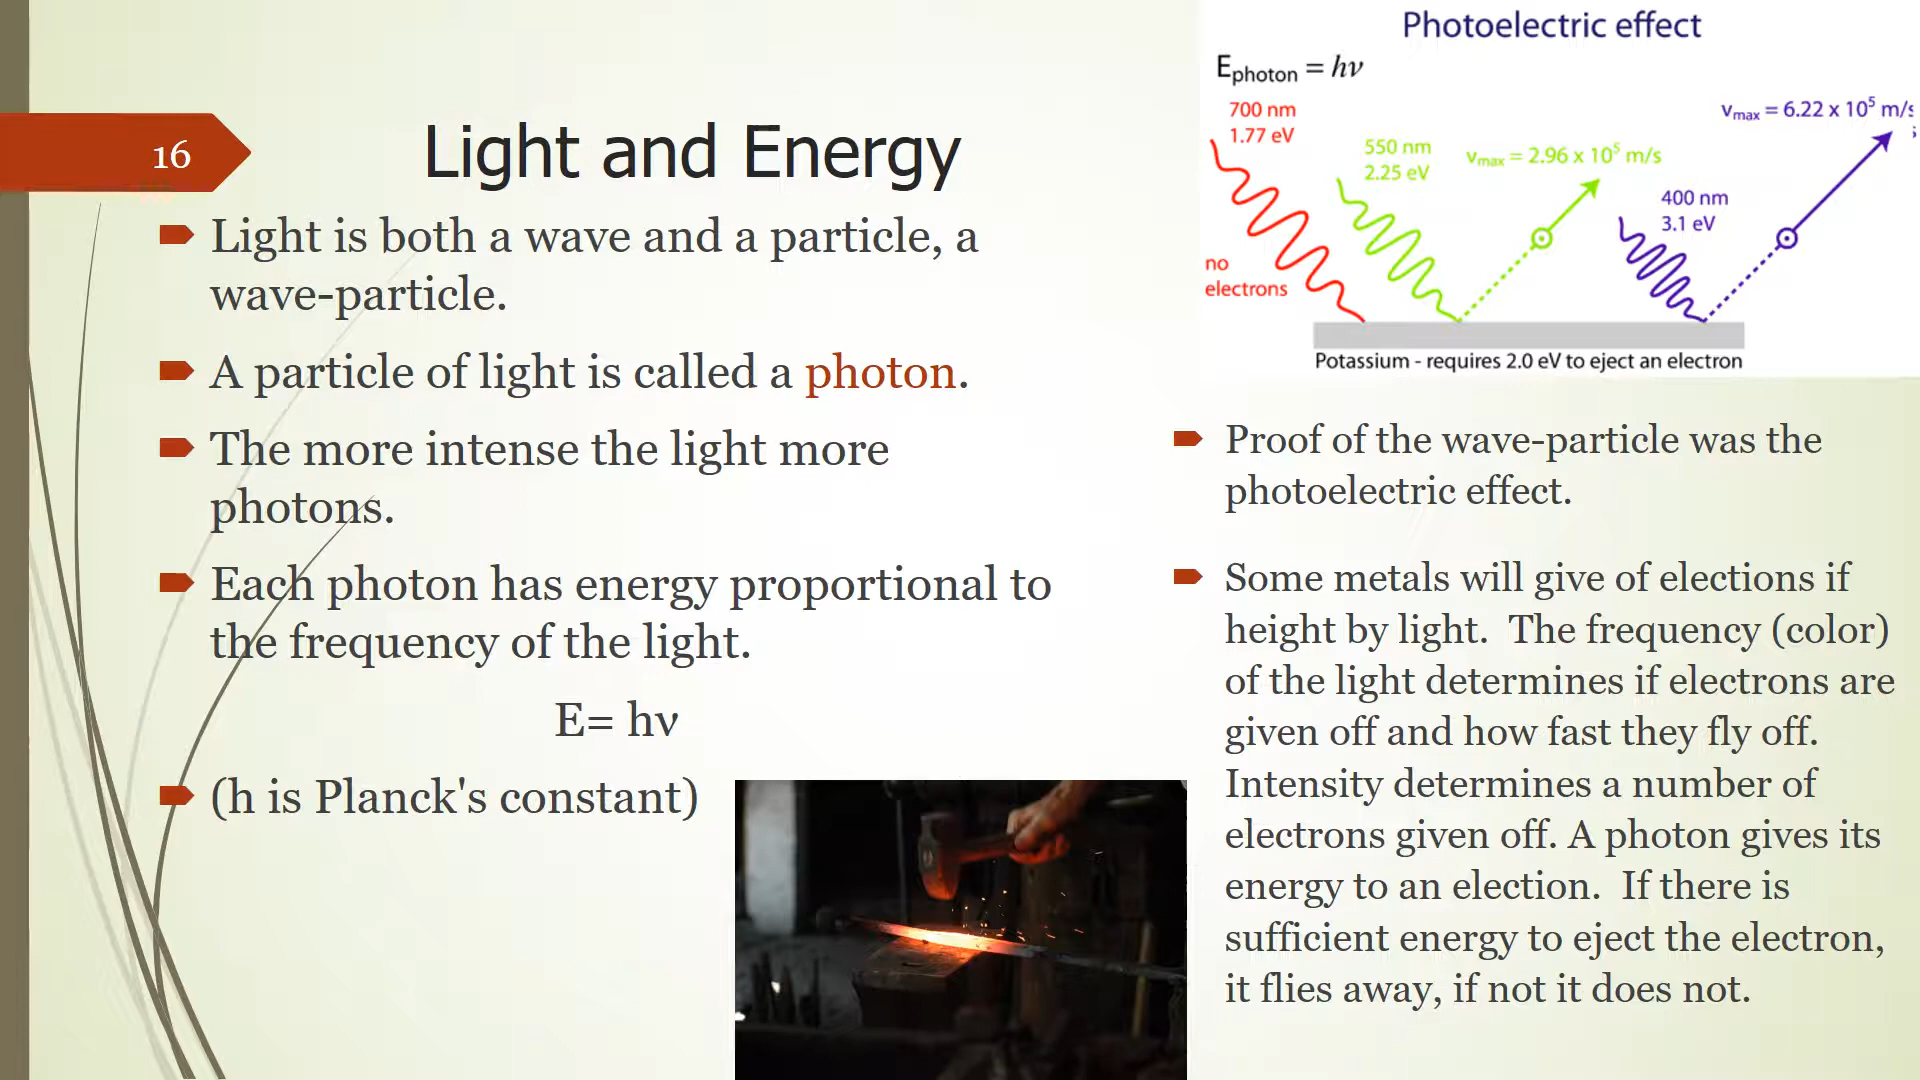 16
Light and Energy
Light is both a wave and a particle, a
wave-particle.
A particle of light is called a photon.
The more intense the light more
photons.
Each photon has energy proportional to
the frequency of the light.
E= hν
(h is Planck's constant)
Photoelectric effect
Ephoton = hν
700 nm
1.77 eV
550 nm
2.25 eV
vmax = 2.96 x 10⁵ m/s
vmax = 6.22 x 10⁵ m/s
400 nm
3.1 eV
no
electrons
Potassium - requires 2.0 eV to eject an electron
Proof of the wave-particle was the
photoelectric effect.
Some metals will give of elections if
height by light. The frequency (color)
of the light determines if electrons are
given off and how fast they fly off.
Intensity determines a number of
electrons given off. A photon gives its
energy to an election. If there is
sufficient energy to eject the electron,
it flies away, if not it does not.